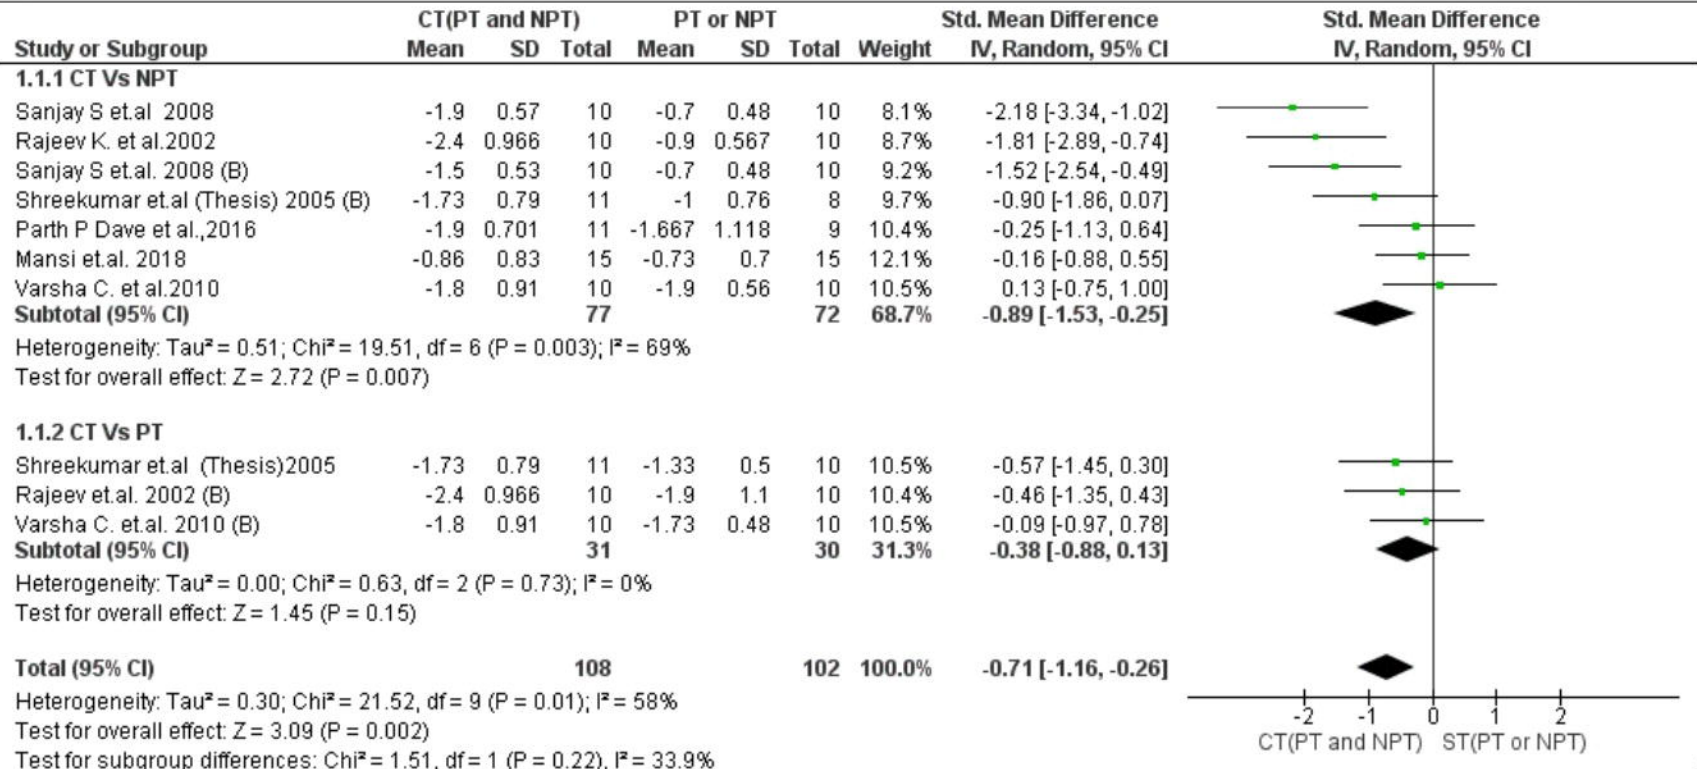 CT(PT and NPT) PT or NPT Std. Mean Difference Std. Mean Difference
Study or Subgroup Mean SD Total Mean SD Total Weight IV, Random, 95% CI IV, Random, 95% CI
1.1.1 CT Vs NPT
Sanjay S et.al 2008 -1.9 0.57 10 -0.7 0.48 10 8.1% -2.18 [-3.34, -1.02]
Rajeev K. et.al.2002 -2.4 0.966 10 -0.9 0.567 10 8.7% -1.81 [-2.89, -0.74]
Sanjay S et.al. 2008 (B) -1.5 0.53 10 -0.7 0.48 10 9.2% -1.52 [-2.54, -0.49]
Shreekumar et.al (Thesis) 2005 (B) -1.73 0.79 11 -1 0.76 8 9.7% -0.90 [-1.86, 0.07]
Parth P Dave et al.,2016 -1.9 0.701 11 -1.667 1.118 9 10.4% -0.25 [-1.13, 0.64]
Mansi et.al. 2018 -0.86 0.83 15 -0.73 0.7 15 12.1% -0.16 [-0.88, 0.55]
Varsha C. et.al.2010 -1.8 0.91 10 -1.9 0.56 10 10.5% 0.13 [-0.75, 1.00]
Subtotal (95% CI) 77 72 68.7% -0.89 [-1.53, -0.25]
Heterogeneity: Tau² = 0.51; Chi² = 19.51, df = 6 (P = 0.003); I² = 69%
Test for overall effect: Z = 2.72 (P = 0.007)
1.1.2 CT Vs PT
Shreekumar et.al (Thesis)2005 -1.73 0.79 11 -1.33 0.5 10 10.5% -0.57 [-1.45, 0.30]
Rajeev et.al. 2002 (B) -2.4 0.966 10 -1.9 1.1 10 10.4% -0.46 [-1.35, 0.43]
Varsha C. et.al. 2010 (B) -1.8 0.91 10 -1.73 0.48 10 10.5% -0.09 [-0.97, 0.78]
Subtotal (95% CI) 31 30 31.3% -0.38 [-0.88, 0.13]
Heterogeneity: Tau² = 0.00; Chi² = 0.63, df = 2 (P = 0.73); I² = 0%
Test for overall effect: Z = 1.45 (P = 0.15)
Total (95% CI) 108 102 100.0% -0.71 [-1.16, -0.26]
Heterogeneity: Tau² = 0.30; Chi² = 21.52, df = 9 (P = 0.01); I² = 58%
-2 -1 0 1 2
Test for overall effect: Z = 3.09 (P = 0.002)
CT(PT and NPT) ST(PT or NPT)
Test for subgroup differences: Chi² = 1.51, df = 1 (P = 0.22), I² = 33.9%